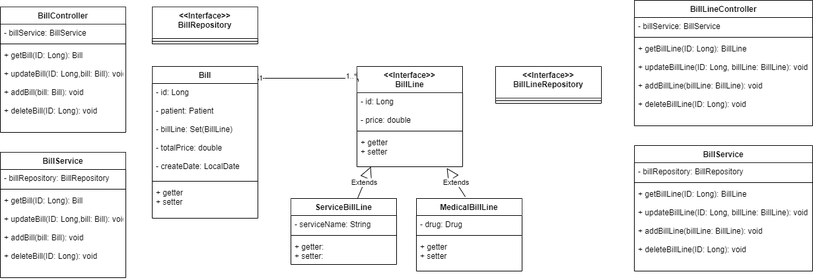 BillController
- billService: BillService
+ getBill(ID: Long): Bill
+ updateBill(ID: Long,bill: Bill): void
+ addBill(bill: Bill): void
+ deleteBill(ID: Long): void
<<Interface>>
BillRepository
Bill
- id: Long
- patient: Patient
- billLine: Set(BillLine)
- totalPrice: double
- createDate: LocalDate
+ getter
+ setter
1
1..*
<<Interface>>
BillLine
- id: Long
- price: double
+ getter
+ setter
<<Interface>>
BillLineRepository
BillLineController
- billService: BillService
+ getBillLine(ID: Long): BillLine
+ updateBillLine(ID: Long, billLine: BillLine): void
+ addBillLine(billLine: BillLine): void
+ deleteBillLine(ID: Long): void
BillService
- billRepository: BillRepository
+ getBill(ID: Long): Bill
+ updateBill(ID: Long,bill: Bill): void
+ addBill(bill: Bill): void
+ deleteBill(ID: Long): void
Extends
Extends
ServiceBillLine
- serviceName: String
+ getter:
+ setter:
MedicalBillLine
- drug: Drug
+ getter
+ setter
BillService
- billRepository: BillRepository
+ getBillLine(ID: Long): BillLine
+ updateBillLine(ID: Long, billLine: BillLine): void
+ addBillLine(billLine: BillLine): void
+ deleteBillLine(ID: Long): void